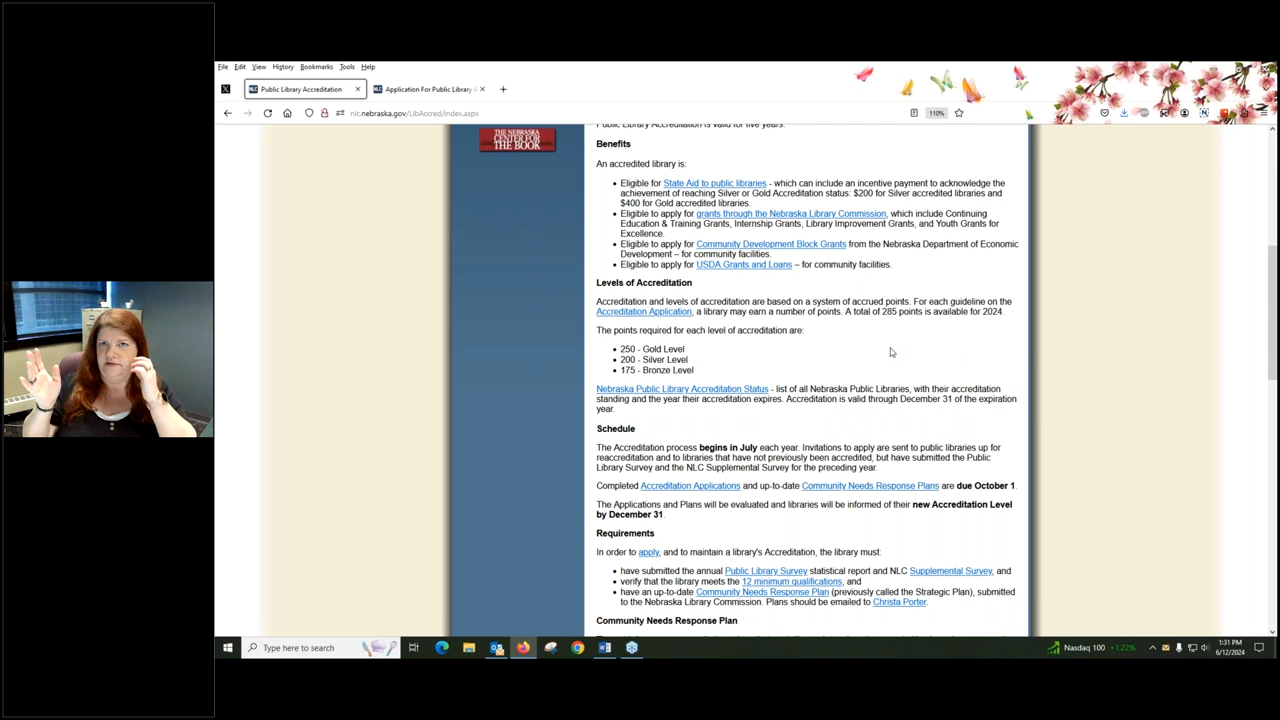 File Edit View History Bookmarks Tools Help
Public Library Accreditation
Application For Public Library
nlc.nebraska.gov/LibAccred/index.aspx
110%
THE NEBRASKA
CENTER FOR
THE BOOK
Public Library Accreditation is valid for five years.
Benefits
An accredited library is:
• Eligible for State Aid to public libraries - which can include an incentive payment to acknowledge the
achievement of reaching Silver or Gold Accreditation status: $200 for Silver accredited libraries and
$400 for Gold accredited libraries.
• Eligible to apply for grants through the Nebraska Library Commission, which include Continuing
Education & Training Grants, Internship Grants, Library Improvement Grants, and Youth Grants for
Excellence.
• Eligible to apply for Community Development Block Grants from the Nebraska Department of Economic
Development – for community facilities.
• Eligible to apply for USDA Grants and Loans – for community facilities.
Levels of Accreditation
Accreditation and levels of accreditation are based on a system of accrued points. For each guideline on the
Accreditation Application, a library may earn a number of points. A total of 285 points is available for 2024.
The points required for each level of accreditation are:
• 250 - Gold Level
• 200 - Silver Level
• 175 - Bronze Level
Nebraska Public Library Accreditation Status - list of all Nebraska Public Libraries, with their accreditation
standing and the year their accreditation expires. Accreditation is valid through December 31 of the expiration
year.
Schedule
The Accreditation process begins in July each year. Invitations to apply are sent to public libraries up for
reaccreditation and to libraries that have not previously been accredited, but have submitted the Public
Library Survey and the NLC Supplemental Survey for the preceding year.
Completed Accreditation Applications and up-to-date Community Needs Response Plans are due October 1.
The Applications and Plans will be evaluated and libraries will be informed of their new Accreditation Level
by December 31.
Requirements
In order to apply, and to maintain a library's Accreditation, the library must:
• have submitted the annual Public Library Survey statistical report and NLC Supplemental Survey, and
• verify that the library meets the 12 minimum qualifications, and
• have an up-to-date Community Needs Response Plan (previously called the Strategic Plan), submitted
to the Nebraska Library Commission. Plans should be emailed to Christa Porter.
Community Needs Response Plan
Type here to search
Nasdaq 100 +1.22%
1:31 PM
6/12/2024